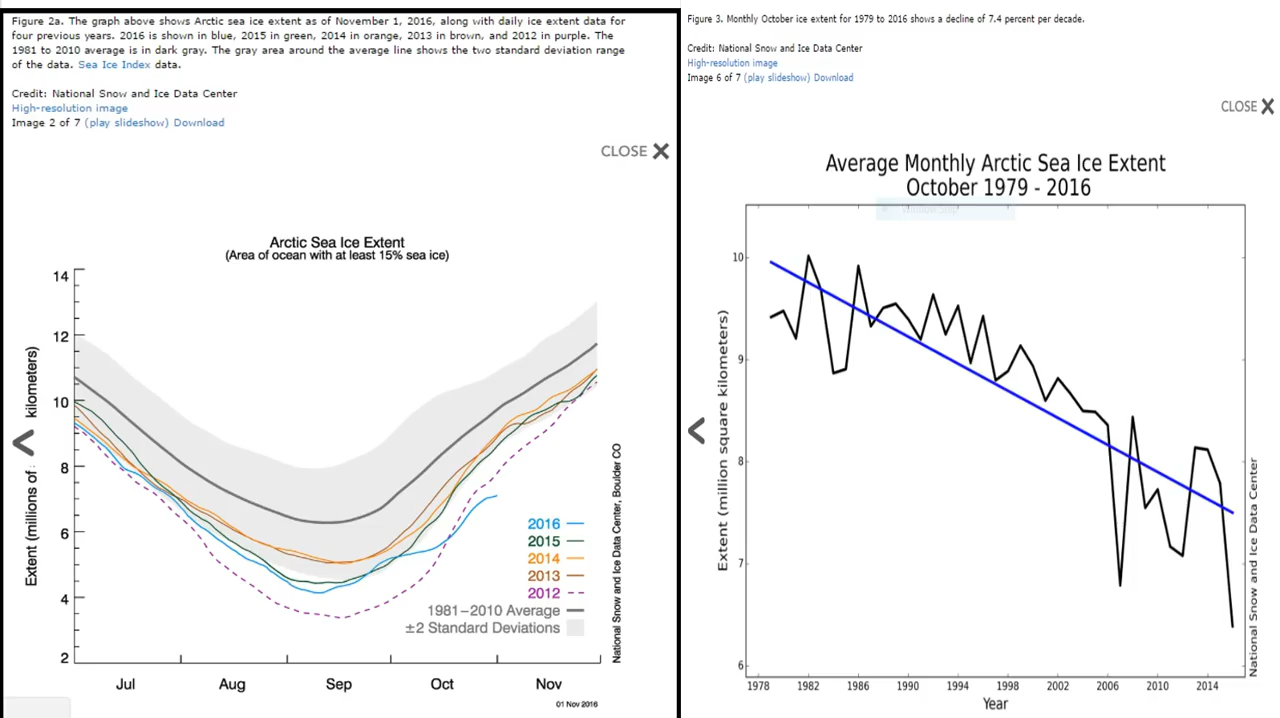 Figure 2a. The graph above shows Arctic sea ice extent as of November 1, 2016, along with daily ice extent data for
four previous years. 2016 is shown in blue, 2015 in green, 2014 in orange, 2013 in brown, and 2012 in purple. The
1981 to 2010 average is in dark gray. The gray area around the average line shows the two standard deviation range
of the data. Sea Ice Index data.
Credit: National Snow and Ice Data Center
High-resolution image
Image 2 of 7 (play slideshow) Download
CLOSE
Arctic Sea Ice Extent
(Area of ocean with at least 15% sea ice)
Extent (millions of kilometers)
14
12
10
8
6
4
2
Jul
Aug
Sep
Oct
Nov
2016
2015
2014
2013
2012
1981–2010 Average
±2 Standard Deviations
National Snow and Ice Data Center, Boulder CO
01 Nov 2016
Figure 3. Monthly October ice extent for 1979 to 2016 shows a decline of 7.4 percent per decade.
Credit: National Snow and Ice Data Center
High-resolution image
Image 6 of 7 (play slideshow) Download
CLOSE
Average Monthly Arctic Sea Ice Extent
October 1979 - 2016
Extent (million square kilometers)
10
9
8
7
6
1978
1982
1986
1990
1994
1998
2002
2006
2010
2014
Year
National Snow and Ice Data Center